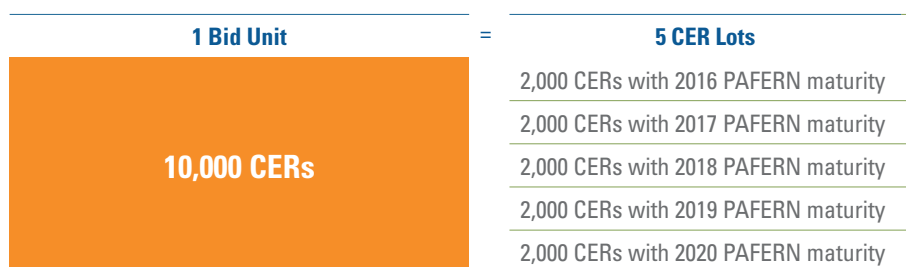 1 Bid Unit = 5 CER Lots
10,000 CERs
2,000 CERs with 2016 PAFERN maturity
2,000 CERs with 2017 PAFERN maturity
2,000 CERs with 2018 PAFERN maturity
2,000 CERs with 2019 PAFERN maturity
2,000 CERs with 2020 PAFERN maturity